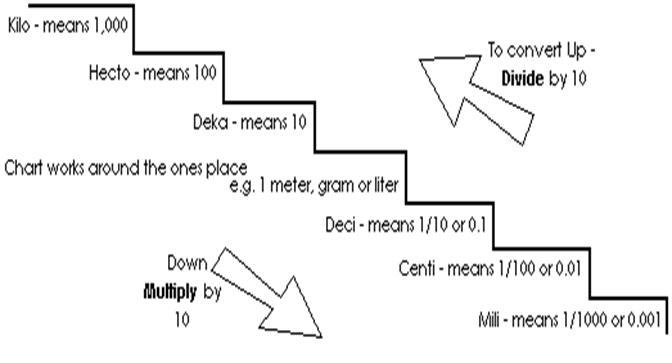 Kilo - means 1,000
To convert Up -
Divide by 10
Hecto - means 100
Deka - means 10
Chart works around the ones place
e.g. 1 meter, gram or liter
Deci - means 1/10 or 0.1
Down
Multiply by
10
Centi - means 1/100 or 0.01
Mili - means 1/1000 or 0.001